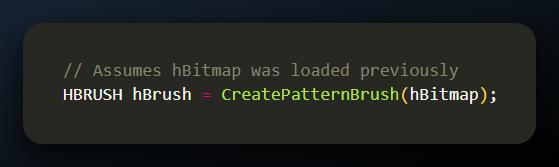 // Assumes hBitmap was loaded previously
HBRUSH hBrush = CreatePatternBrush(hBitmap);